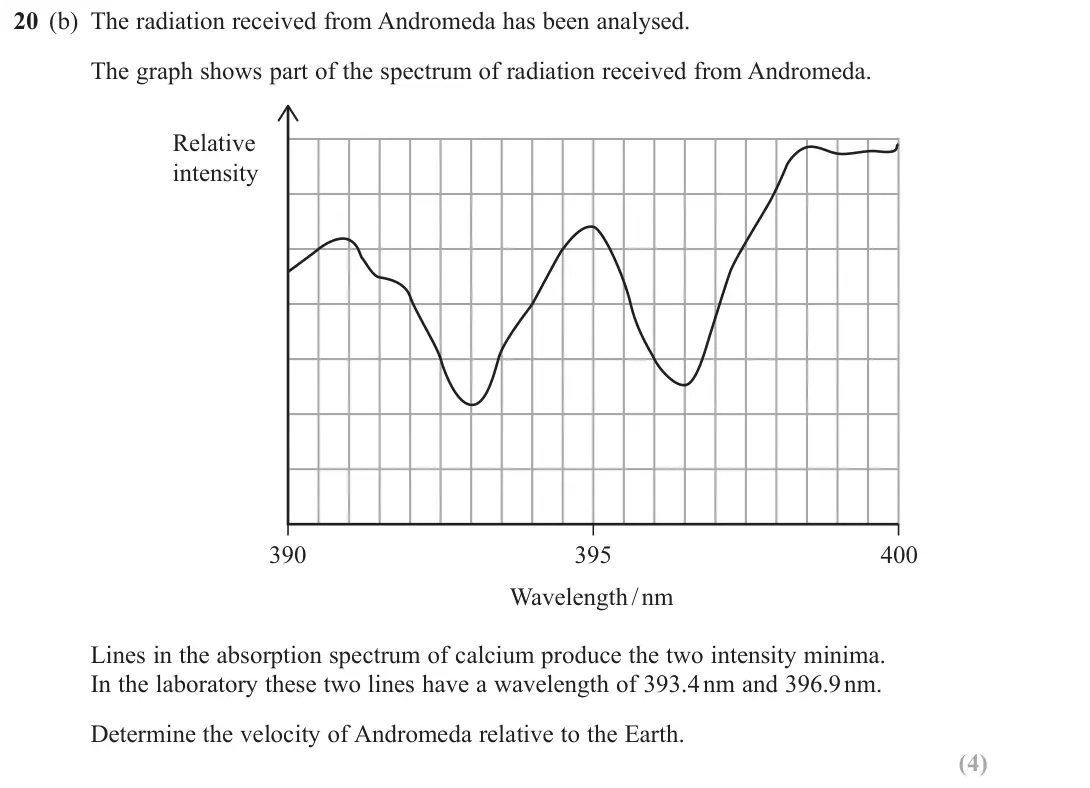 20 (b) The radiation received from Andromeda has been analysed.
The graph shows part of the spectrum of radiation received from Andromeda.
Relative
intensity
390
395
400
Wavelength / nm
Lines in the absorption spectrum of calcium produce the two intensity minima.
In the laboratory these two lines have a wavelength of 393.4 nm and 396.9 nm.
Determine the velocity of Andromeda relative to the Earth.
(4)